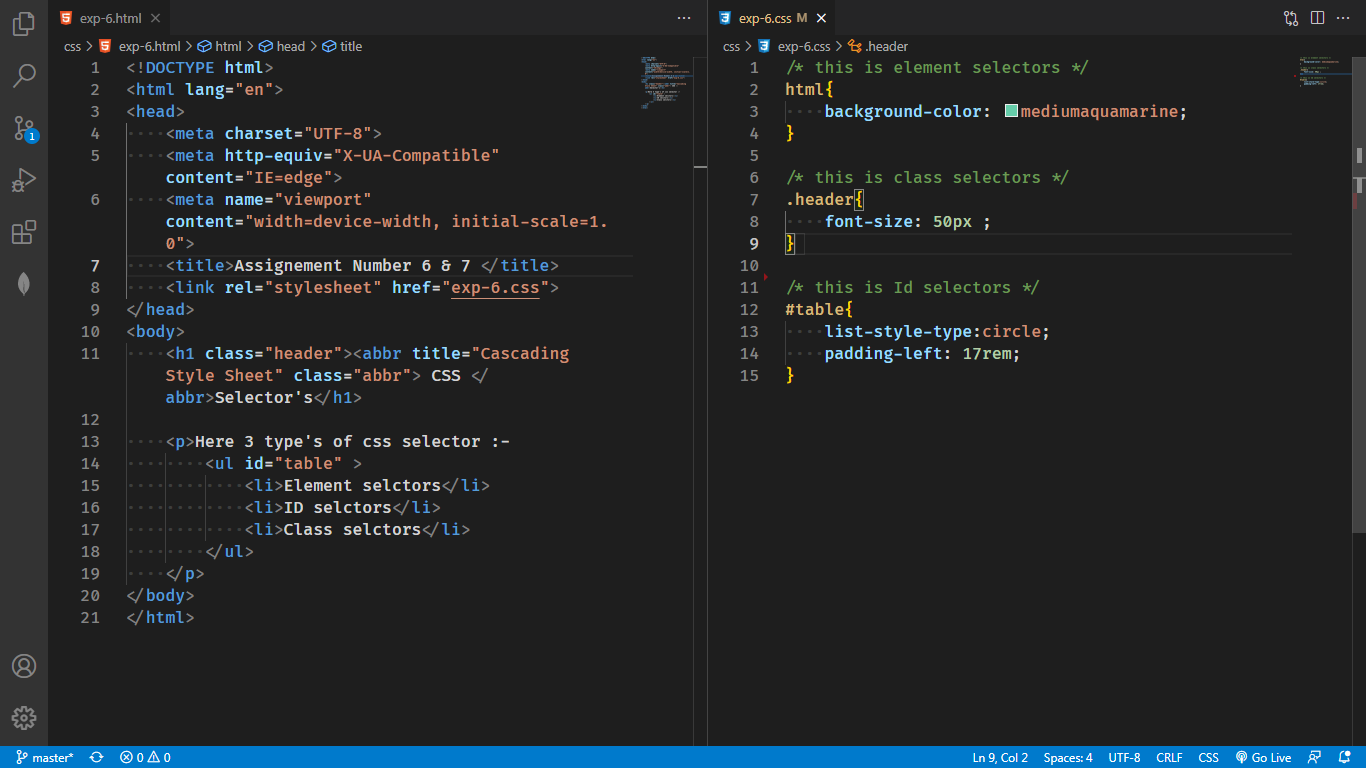 exp-6.html
css > exp-6.html > html > head > title
1 <!DOCTYPE html>
2 <html lang="en">
3 <head>
4 <meta charset="UTF-8">
5 <meta http-equiv="X-UA-Compatible"
content="IE=edge">
6 <meta name="viewport"
content="width=device-width, initial-scale=1.
0">
7 <title>Assignement Number 6 & 7 </title>
8 <link rel="stylesheet" href="exp-6.css">
9 </head>
10 <body>
11 <h1 class="header"><abbr title="Cascading
Style Sheet" class="abbr"> CSS </
abbr>Selector's</h1>
12
13 <p>Here 3 type's of css selector :-
14 <ul id="table" >
15 <li>Element selctors</li>
16 <li>ID selctors</li>
17 <li>Class selctors</li>
18 </ul>
19 </p>
20 </body>
21 </html>
exp-6.css M
css > exp-6.css > .header
1 /* this is element selectors */
2 html{
3 background-color: mediumaquamarine;
4 }
5
6 /* this is class selectors */
7 .header{
8 font-size: 50px ;
9 }
10
11 /* this is Id selectors */
12 #table{
13 list-style-type:circle;
14 padding-left: 17rem;
15 }
1
master* 0 0 Ln 9, Col 2 Spaces: 4 UTF-8 CRLF CSS Go Live